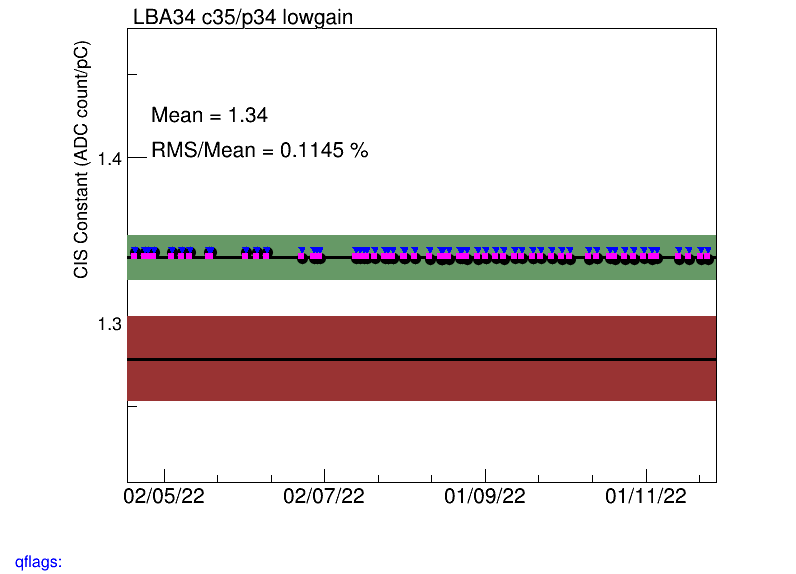 LBA34 c35/p34 lowgain
CIS Constant (ADC count/pC)
Mean = 1.34
RMS/Mean = 0.1145 %
1.4
1.3
02/05/22
02/07/22
01/09/22
01/11/22
qflags: